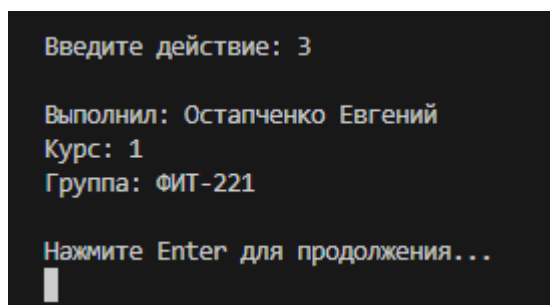 Введите действие: 3
Выполнил: Остапченко Евгений
Курс: 1
Группа: ФИТ-221
Нажмите Enter для продолжения...